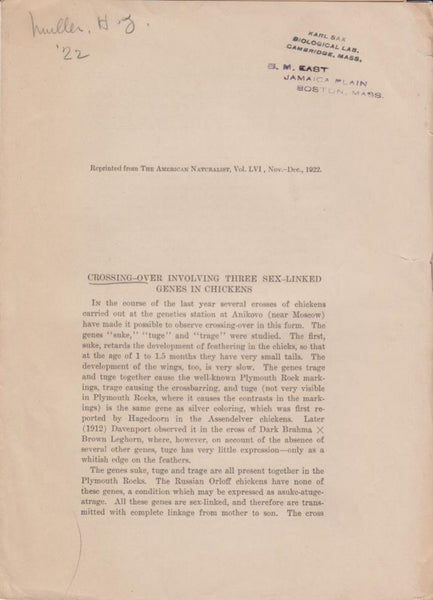 Muller, H J.
'22
KARL SAX
BIOLOGICAL LAB.
CAMBRIDGE, MASS.
E. M. EAST
JAMAICA PLAIN
BOSTON, MASS.
Reprinted from THE AMERICAN NATURALIST, Vol. LVI, Nov.-Dec., 1922.
CROSSING-OVER INVOLVING THREE SEX-LINKED
GENES IN CHICKENS
IN the course of the last year several crosses of chickens
carried out at the genetics station at Anikovo (near Moscow)
have made it possible to observe crossing-over in this form. The
genes "suke," "tuge" and "trage" were studied. The first,
suke, retards the development of feathering in the chicks, so that
at the age of 1 to 1.5 months they have very small tails. The
development of the wings, too, is very slow. The genes trage
and tuge together cause the well-known Plymouth Rock mark-
ings, trage causing the crossbarring, and tuge (not very visible
in Plymouth Rocks, where it causes the contrasts in the mark-
ings) is the same gene as silver coloring, which was first re-
ported by Hagedoorn in the Assendelver chickens. Later
(1912) Davenport observed it in the cross of Dark Brahma ×
Brown Leghorn, where, however, on account of the absence of
several other genes, tuge has very little expression—only as a
whitish edge on the feathers.
The genes suke, tuge and trage are all present together in the
Plymouth Rocks. The Russian Orloff chickens have none of
these genes, a condition which may be expressed as asuke-atuge-
atrage. All these genes are sex-linked, and therefore are trans-
mitted with complete linkage from mother to son. The cross